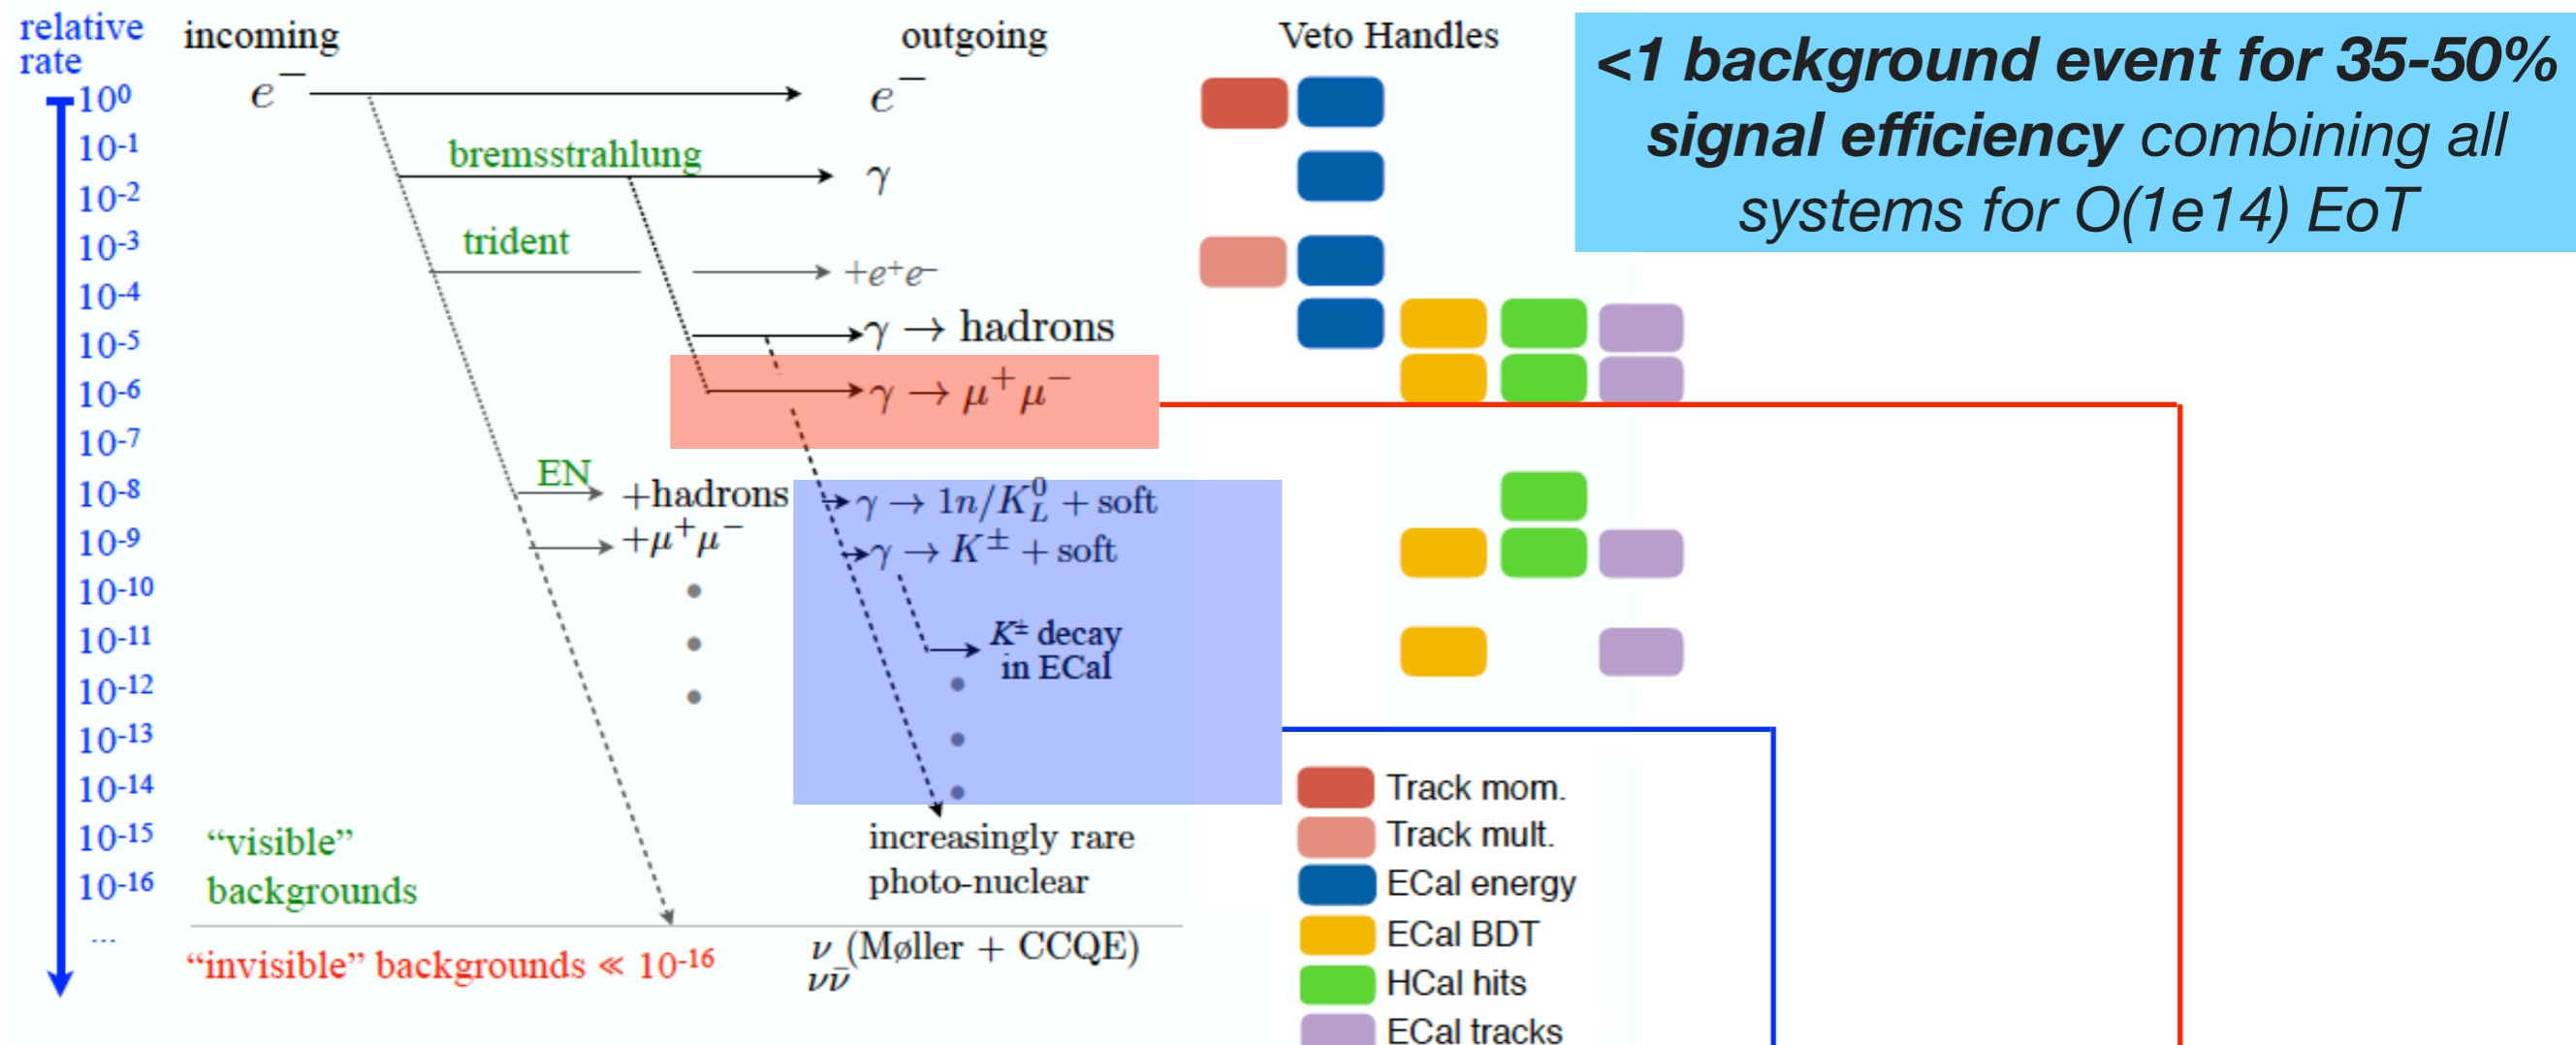 relative
rate
incoming
outgoing
Veto Handles
<1 background event for 35-50%
signal efficiency combining all
systems for O(1e14) EoT
e⁻
e⁻
10⁰
10⁻¹
10⁻²
10⁻³
10⁻⁴
10⁻⁵
10⁻⁶
10⁻⁷
10⁻⁸
10⁻⁹
10⁻¹⁰
10⁻¹¹
10⁻¹²
10⁻¹³
10⁻¹⁴
10⁻¹⁵
10⁻¹⁶
...
bremsstrahlung
γ
trident
+e⁺e⁻
γ → hadrons
γ → μ⁺μ⁻
EN
+hadrons
+μ⁺μ⁻
γ → 1n/K⁰_L + soft
γ → K± + soft
K± decay
in ECal
increasingly rare
photo-nuclear
“visible”
backgrounds
“invisible” backgrounds ≪ 10⁻¹⁶
ν (Møller + CCQE)
νν̄
Track mom.
Track mult.
ECal energy
ECal BDT
HCal hits
ECal tracks